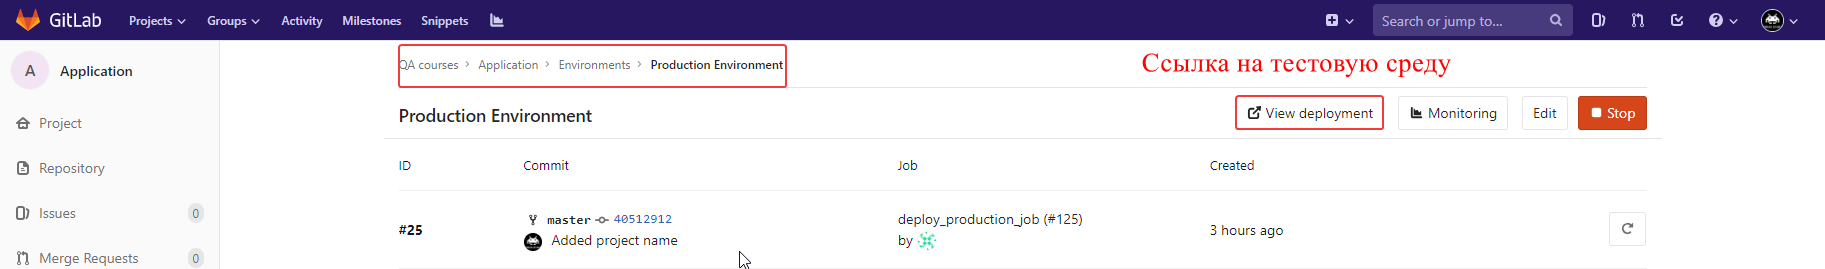 GitLab Projects Groups Activity Milestones Snippets Search or jump to...
A Application
QA courses > Application > Environments > Production Environment
Ссылка на тестовую среду
Production Environment
View deployment Monitoring Edit Stop
Project
Repository
Issues 0
Merge Requests 0
ID Commit Job Created
#25
master 40512912
Added project name
deploy_production_job (#125)
by
3 hours ago